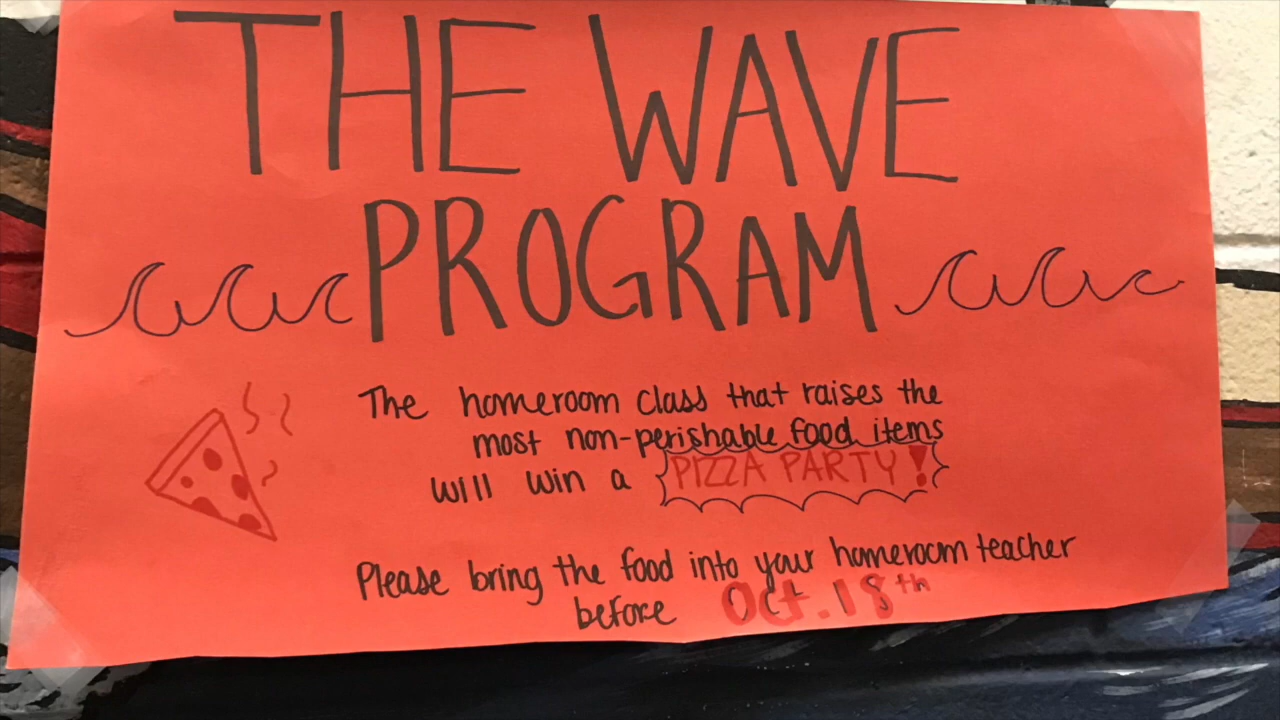 THE WAVE
PROGRAM
The homeroom class that raises the
most non-perishable food items
will win a PIZZA PARTY!
Please bring the food into your homeroom teacher
before Oct. 18th